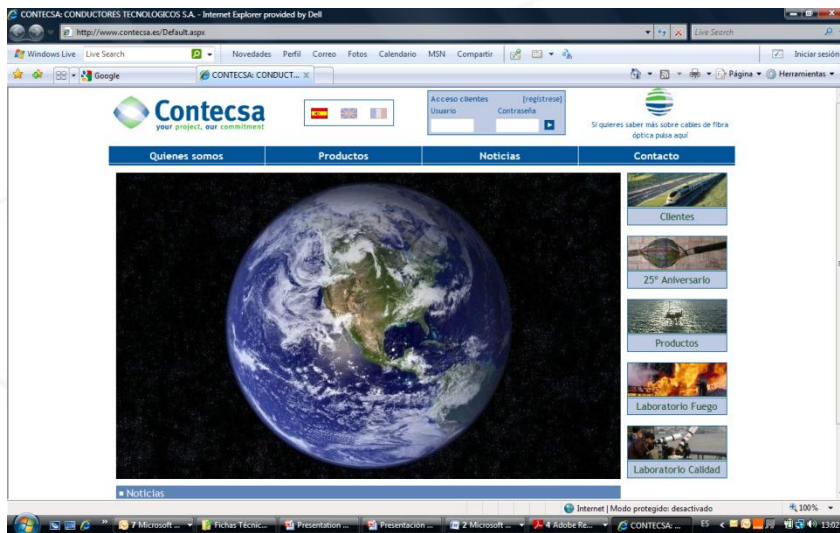 CONTECSA: CONDUCTORES TECNOLOGICOS S.A. - Internet Explorer provided by Dell
http://www.contecsa.es/Default.aspx
Live Search
Windows Live
Live Search
Novedades Perfil Correo Fotos Calendario MSN Compartir
Iniciar sesión
Google
CONTECSA: CONDUCT...
Página
Herramientas
Contecsa
your project, our commitment
Acceso clientes [regístrese]
Usuario Contraseña
Si quieres saber más sobre cables de fibra
óptica pulsa aquí
Quienes somos Productos Noticias Contacto
Clientes
25º Aniversario
Productos
Laboratorio Fuego
Laboratorio Calidad
Noticias
Internet | Modo protegido: desactivado
100%
7 Microsoft ... Fichas Técnic... Presentation ... Presentación ... 2 Microsoft ... 4 Adobe Re... CONTECSA: ... ES 13:02